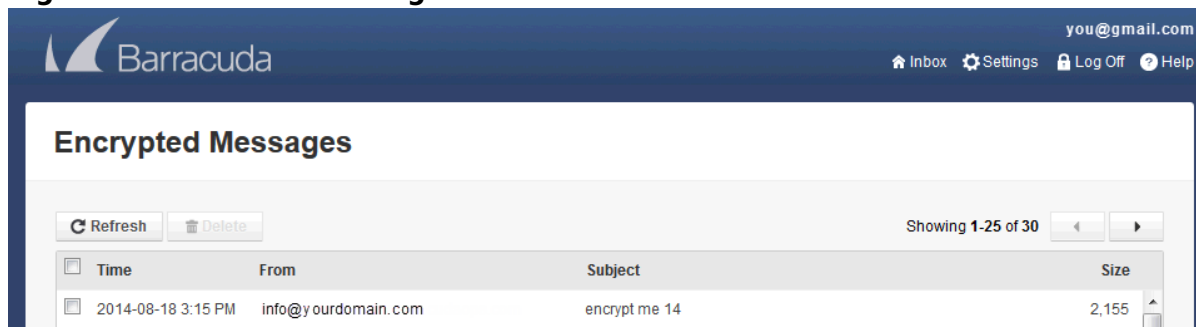 you@gmail.com
Barracuda
Inbox Settings Log Off ? Help
Encrypted Messages
Refresh Delete Showing 1-25 of 30
Time From Subject Size
2014-08-18 3:15 PM info@yourdomain.com encrypt me 14 2,155